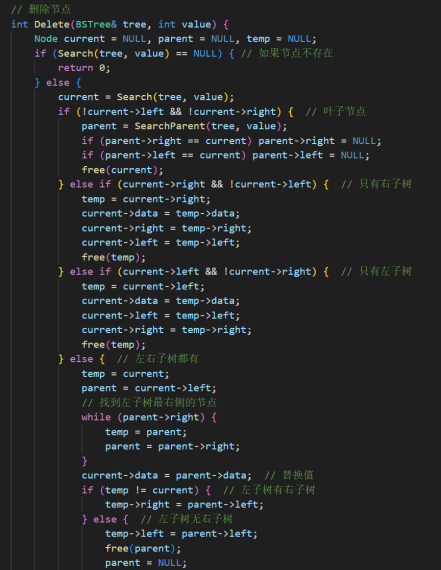 // 删除节点
int Delete(BSTree& tree, int value) {
    Node current = NULL, parent = NULL, temp = NULL;
    if (Search(tree, value) == NULL) { // 如果节点不存在
        return 0;
    } else {
        current = Search(tree, value);
        if (!current->left && !current->right) {  // 叶子节点
            parent = SearchParent(tree, value);
            if (parent->right == current) parent->right = NULL;
            if (parent->left == current) parent->left = NULL;
            free(current);
        } else if (current->right && !current->left) {  // 只有右子树
            temp = current->right;
            current->data = temp->data;
            current->right = temp->right;
            current->left = temp->left;
            free(temp);
        } else if (current->left && !current->right) {  // 只有左子树
            temp = current->left;
            current->data = temp->data;
            current->left = temp->left;
            current->right = temp->right;
            free(temp);
        } else {  // 左右子树都有
            temp = current;
            parent = current->left;
            // 找到左子树最右侧的节点
            while (parent->right) {
                temp = parent;
                parent = parent->right;
            }
            current->data = parent->data;  // 替换值
            if (temp != current) {  // 左子树有右子树
                temp->right = parent->left;
            } else {  // 左子树无右子树
                temp->left = parent->left;
                free(parent);
                parent = NULL;